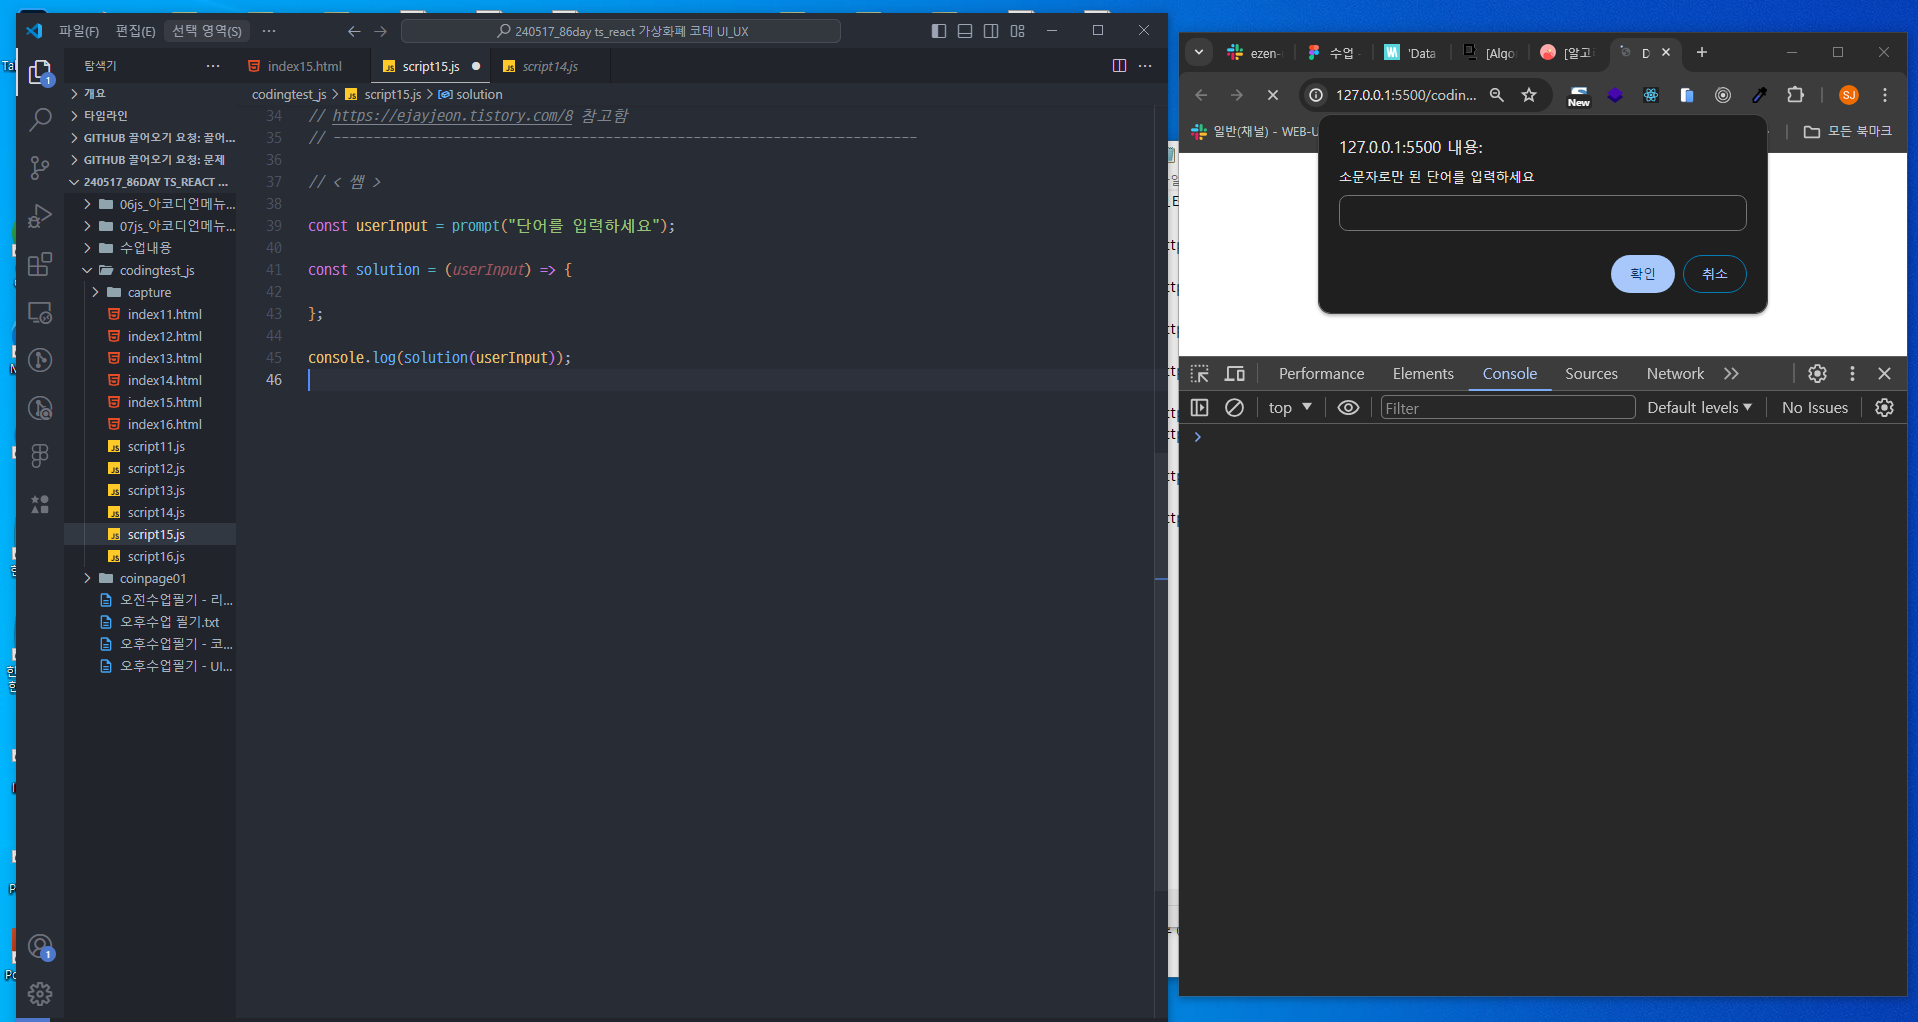 파일(F) 편집(E) 선택 영역(S) ··· 240517_86day ts_react 가상화폐 코테 UI_UX
탐색기 ···
개요
타임라인
GITHUB 끌어오기 요청: 끌어...
GITHUB 끌어오기 요청: 문제
240517_86DAY TS_REACT ...
06js_아코디언메뉴...
07js_아코디언메뉴...
수업내용
codingtest_js
capture
index11.html
index12.html
index13.html
index14.html
index15.html
index16.html
script11.js
script12.js
script13.js
script14.js
script15.js
script16.js
coinpage01
오전수업필기 - 리...
오후수업 필기.txt
오후수업필기 - 코...
오후수업필기 - UI...
1
1
index15.html script15.js script14.js
codingtest_js > script15.js > solution
34 // https://ejayjeon.tistory.com/8 참고함
35 // -------------------------------------------------------------------------
36
37 // < 쌤 >
38
39 const userInput = prompt("단어를 입력하세요");
40
41 const solution = (userInput) => {
42
43 };
44
45 console.log(solution(userInput));
46
ezen- 수업 - 'Data [Algo [알고 D
127.0.0.1:5500/codin... New SJ
일반(채널) - WEB-U 모든 북마크
127.0.0.1:5500 내용:
소문자로만 된 단어를 입력하세요
확인 취소
Performance Elements Console Sources Network
top Filter Default levels No Issues